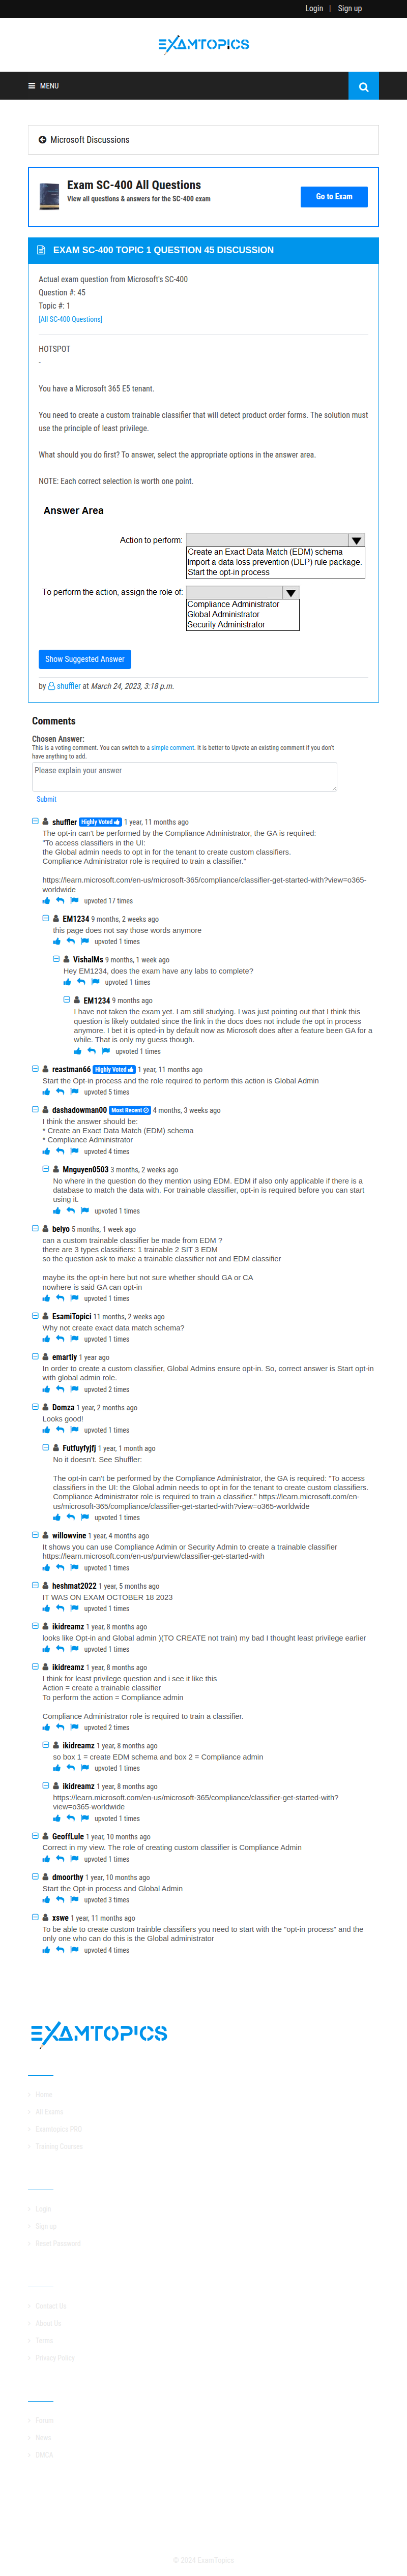 Login | Sign up
EXAMTOPICS
MENU
Microsoft Discussions
Exam SC-400 All Questions
View all questions & answers for the SC-400 exam
Go to Exam
EXAM SC-400 TOPIC 1 QUESTION 45 DISCUSSION
Actual exam question from Microsoft's SC-400
Question #: 45
Topic #: 1
[All SC-400 Questions]
HOTSPOT
-
You have a Microsoft 365 E5 tenant.
You need to create a custom trainable classifier that will detect product order forms. The solution must
use the principle of least privilege.
What should you do first? To answer, select the appropriate options in the answer area.
NOTE: Each correct selection is worth one point.
Answer Area
Action to perform:
Create an Exact Data Match (EDM) schema
Import a data loss prevention (DLP) rule package.
Start the opt-in process
To perform the action, assign the role of:
Compliance Administrator
Global Administrator
Security Administrator
Show Suggested Answer
by shuffler at March 24, 2023, 3:18 p.m.
Comments
Chosen Answer:
This is a voting comment. You can switch to a simple comment. It is better to Upvote an existing comment if you don't
have anything to add.
Please explain your answer
Submit
shuffler Highly Voted 1 year, 11 months ago
The opt-in can't be performed by the Compliance Administrator, the GA is required:
"To access classifiers in the UI:
the Global admin needs to opt in for the tenant to create custom classifiers.
Compliance Administrator role is required to train a classifier."
https://learn.microsoft.com/en-us/microsoft-365/compliance/classifier-get-started-with?view=o365-
worldwide
upvoted 17 times
EM1234 9 months, 2 weeks ago
this page does not say those words anymore
upvoted 1 times
VishalMs 9 months, 1 week ago
Hey EM1234, does the exam have any labs to complete?
upvoted 1 times
EM1234 9 months ago
I have not taken the exam yet. I am still studying. I was just pointing out that I think this
question is likely outdated since the link in the docs does not include the opt in process
anymore. I bet it is opted-in by default now as Microsoft does after a feature been GA for a
while. That is only my guess though.
upvoted 1 times
reastman66 Highly Voted 1 year, 11 months ago
Start the Opt-in process and the role required to perform this action is Global Admin
upvoted 5 times
dashadowman00 Most Recent 4 months, 3 weeks ago
I think the answer should be:
* Create an Exact Data Match (EDM) schema
* Compliance Administrator
upvoted 4 times
Mnguyen0503 3 months, 2 weeks ago
No where in the question do they mention using EDM. EDM if also only applicable if there is a
database to match the data with. For trainable classifier, opt-in is required before you can start
using it.
upvoted 1 times
belyo 5 months, 1 week ago
can a custom trainable classifier be made from EDM ?
there are 3 types classifiers: 1 trainable 2 SIT 3 EDM
so the question ask to make a trainable classifier not and EDM classifier
maybe its the opt-in here but not sure whether should GA or CA
nowhere is said GA can opt-in
upvoted 1 times
EsamiTopici 11 months, 2 weeks ago
Why not create exact data match schema?
upvoted 1 times
emartiy 1 year ago
In order to create a custom classifier, Global Admins ensure opt-in. So, correct answer is Start opt-in
with global admin role.
upvoted 2 times
Domza 1 year, 2 months ago
Looks good!
upvoted 1 times
Futfuyfyjfj 1 year, 1 month ago
No it doesn't. See Shuffler:
The opt-in can't be performed by the Compliance Administrator, the GA is required: "To access
classifiers in the UI: the Global admin needs to opt in for the tenant to create custom classifiers.
Compliance Administrator role is required to train a classifier." https://learn.microsoft.com/en-
us/microsoft-365/compliance/classifier-get-started-with?view=o365-worldwide
upvoted 1 times
willowvine 1 year, 4 months ago
It shows you can use Compliance Admin or Security Admin to create a trainable classifier
https://learn.microsoft.com/en-us/purview/classifier-get-started-with
upvoted 1 times
heshmat2022 1 year, 5 months ago
IT WAS ON EXAM OCTOBER 18 2023
upvoted 1 times
ikidreamz 1 year, 8 months ago
looks like Opt-in and Global admin )(TO CREATE not train) my bad I thought least privilege earlier
upvoted 1 times
ikidreamz 1 year, 8 months ago
I think for least privilege question and i see it like this
Action = create a trainable classifier
To perform the action = Compliance admin
Compliance Administrator role is required to train a classifier.
upvoted 2 times
ikidreamz 1 year, 8 months ago
so box 1 = create EDM schema and box 2 = Compliance admin
upvoted 1 times
ikidreamz 1 year, 8 months ago
https://learn.microsoft.com/en-us/microsoft-365/compliance/classifier-get-started-with?
view=o365-worldwide
upvoted 1 times
GeoffLule 1 year, 10 months ago
Correct in my view. The role of creating custom classifier is Compliance Admin
upvoted 1 times
dmoorthy 1 year, 10 months ago
Start the Opt-in process and Global Admin
upvoted 3 times
xswe 1 year, 11 months ago
To be able to create custom trainble classifiers you need to start with the "opt-in process" and the
only one who can do this is the Global administrator
upvoted 4 times
EXAMTOPICS
Home
All Exams
Examtopics PRO
Training Courses
Login
Sign up
Reset Password
Contact Us
About Us
Terms
Privacy Policy
Forum
News
DMCA
© 2024 ExamTopics